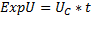 ExpU = U_C * t